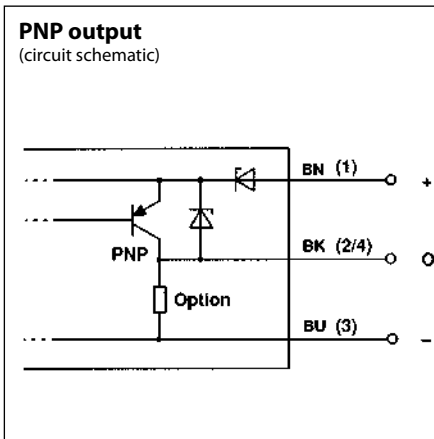 PNP output
(circuit schematic)
BN (1)
+
PNP
BK (2/4)
O
Option
BU (3)
-